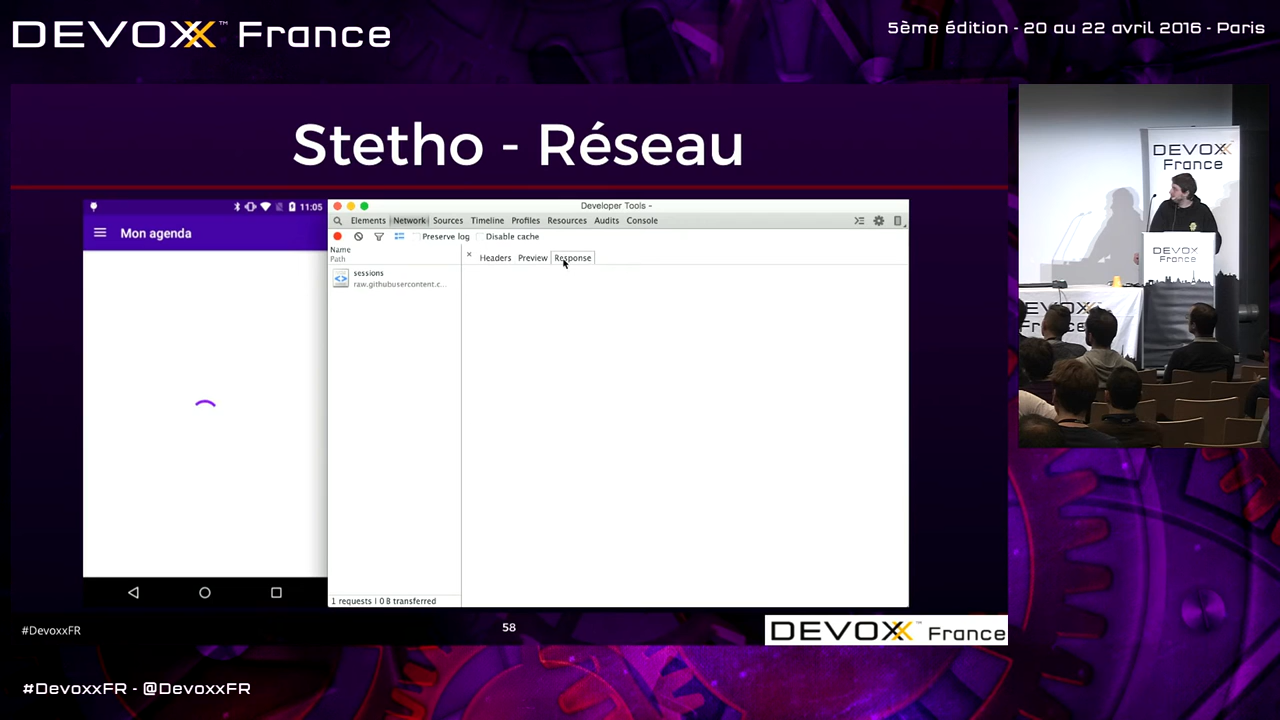 DEVOXX™ France
5ème édition - 20 au 22 avril 2016 - Paris
Stetho - Réseau
11:05
Mon agenda
Developer Tools -
Elements Network Sources Timeline Profiles Resources Audits Console
Preserve log Disable cache
Name
Path
Headers Preview Response
sessions
raw.githubusercontent.c...
1 requests | 0 B transferred
#DevoxxFR
58
DEVOXX France
#DevoxxFR - @DevoxxFR
DEVOXX
France
DEVOXX
France
DEVOXX
France